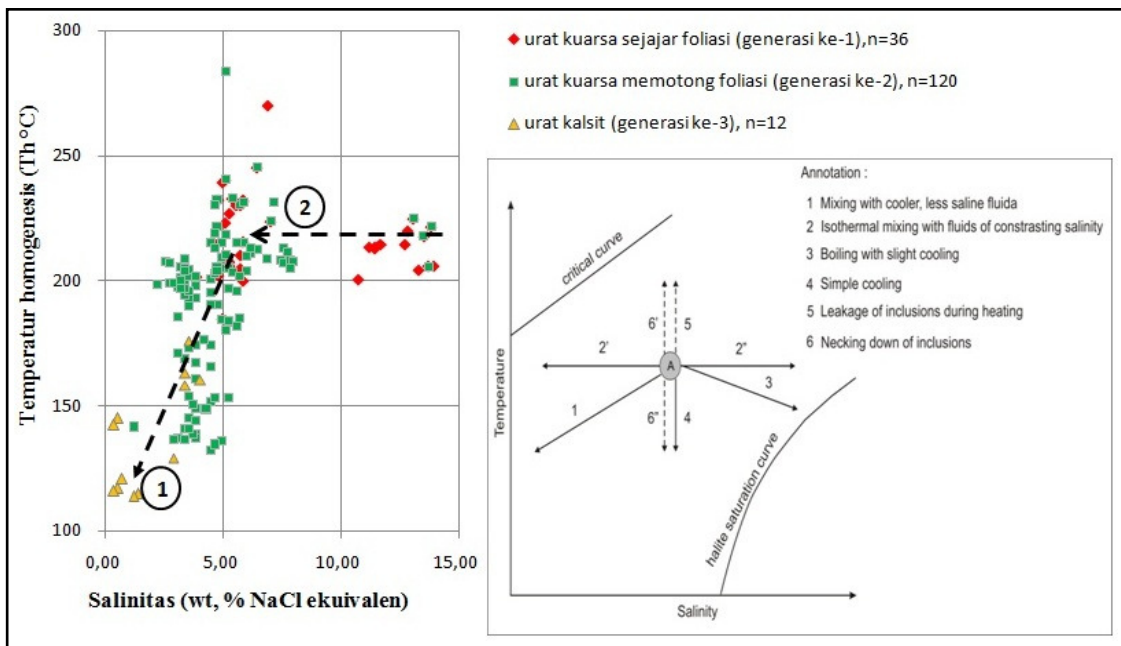 300
250
200
150
100
0,00
5,00
10,00
15,00
Temperatur homogenesis (Th °C)
Salinitas (wt, % NaCl ekuivalen)
2
1
urat kuarsa sejajar foliasi (generasi ke-1),n=36
urat kuarsa memotong foliasi (generasi ke-2), n=120
urat kalsit (generasi ke-3), n=12
Annotation :
1 Mixing with cooler, less saline fluida
2 Isothermal mixing with fluids of constrasting salinity
3 Boiling with slight cooling
4 Simple cooling
5 Leakage of inclusions during heating
6 Necking down of inclusions
critical curve
6' 5
2' 2"
A
1 3
6" 4
halite saturation curve
Temperature
Salinity